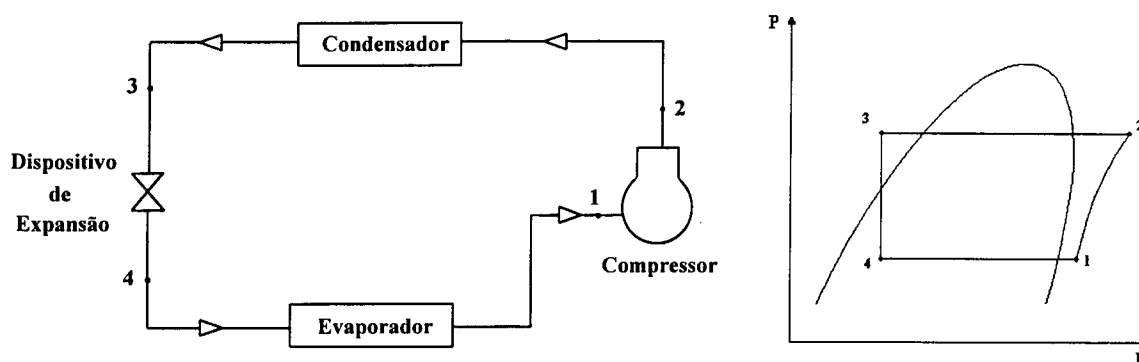 Condensador
3
2
Dispositivo
de
Expansão
1
Compressor
4
Evaporador
P
3
2
4
1